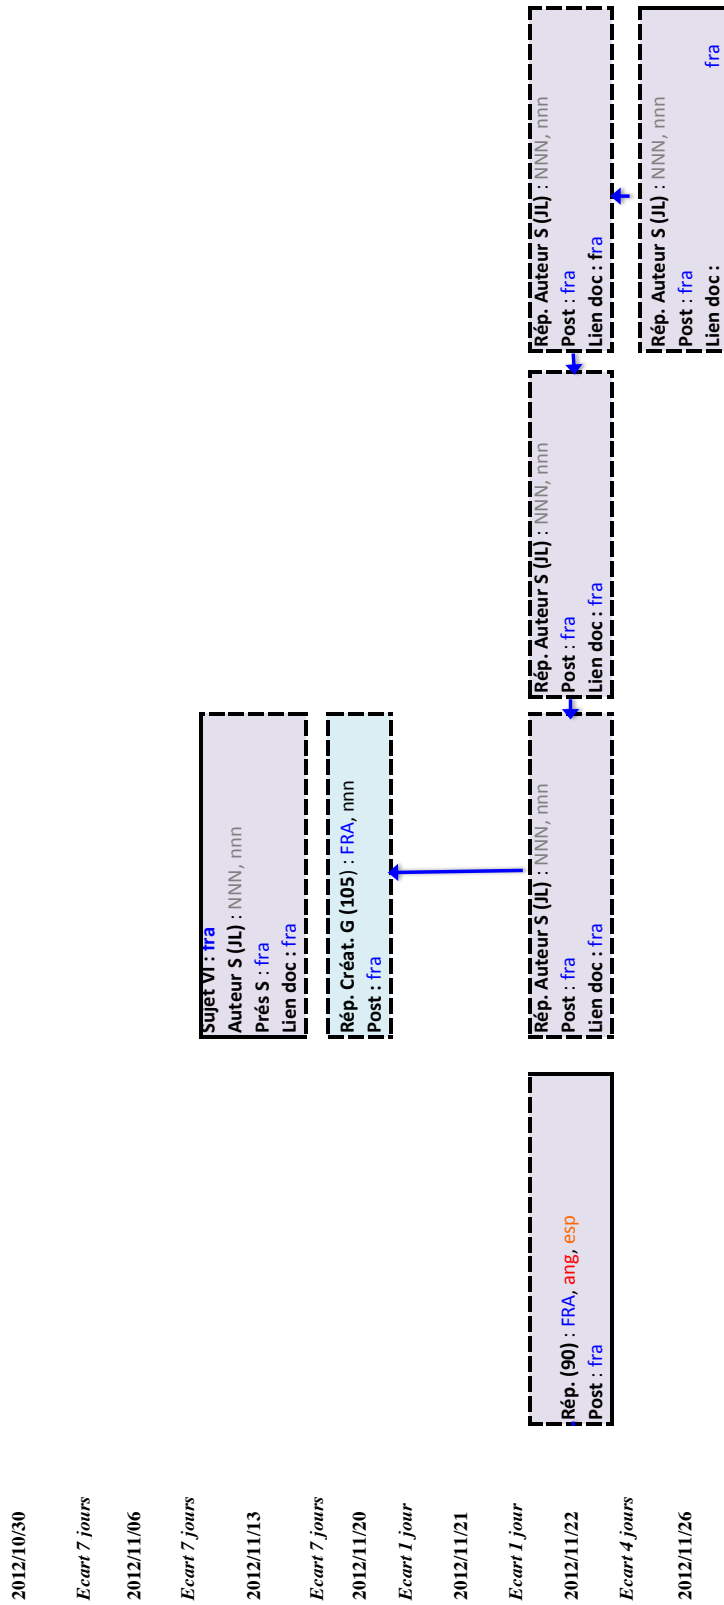 2012/10/30
Ecart 7 jours
2012/11/06
Ecart 7 jours
2012/11/13
Sujet VI : fra
Auteur S (JL) : NNN, nnn
Prés S : fra
Lien doc : fra
Ecart 7 jours
2012/11/20
Rép. Créat. G (105) : FRA, nnn
Post : fra
Ecart 1 jour
2012/11/21
Ecart 1 jour
2012/11/22
Rép. (90) : FRA, ang, esp
Post : fra
Rép. Auteur S (JL) : NNN, nnn
Post : fra
Lien doc : fra
Rép. Auteur S (JL) : NNN, nnn
Post : fra
Lien doc : fra
Rép. Auteur S (JL) : NNN, nnn
Post : fra
Lien doc : fra
Ecart 4 jours
2012/11/26
Rép. Auteur S (JL) : NNN, nnn
Post : fra
Lien doc : fra